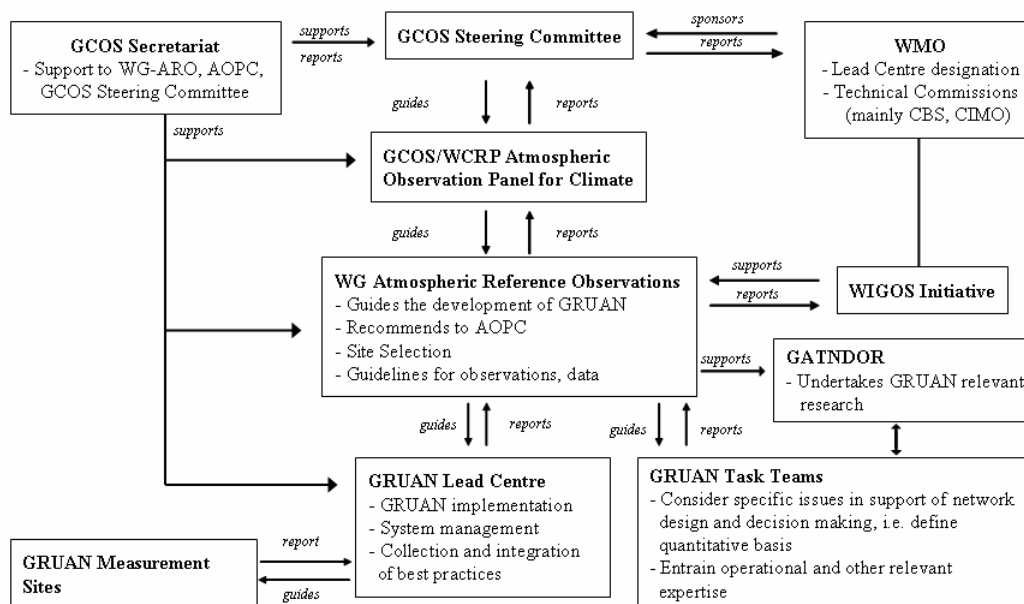 GCOS Secretariat
- Support to WG-ARO, AOPC,
GCOS Steering Committee
supports
reports
GCOS Steering Committee
sponsors
reports
WMO
- Lead Centre designation
- Technical Commissions
(mainly CBS, CIMO)
supports
guides
reports
GCOS/WCRP Atmospheric
Observation Panel for Climate
guides
reports
WG Atmospheric Reference Observations
- Guides the development of GRUAN
- Recommends to AOPC
- Site Selection
- Guidelines for observations, data
supports
reports
WIGOS Initiative
supports
GATNDOR
- Undertakes GRUAN relevant
research
guides
reports
guides
reports
GRUAN Lead Centre
- GRUAN implementation
- System management
- Collection and integration
of best practices
GRUAN Task Teams
- Consider specific issues in support of network
design and decision making, i.e. define
quantitative basis
- Entrain operational and other relevant
expertise
GRUAN Measurement
Sites
report
guides